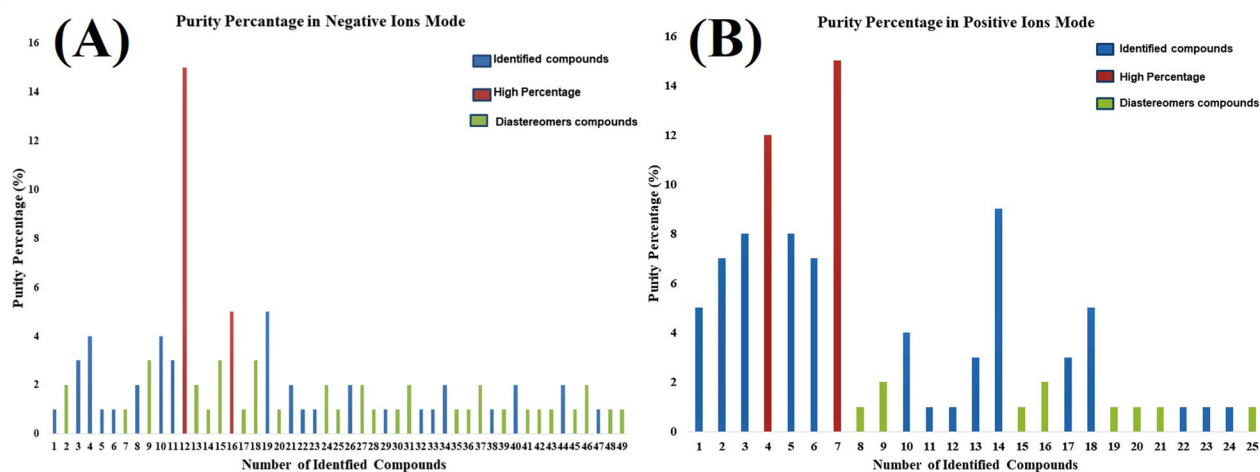 (A)
Purity Percantage in Negative Ions Mode
Identified compounds
High Percentage
Diastereomers compounds
Purity Percentage (%)
16
14
12
10
8
6
4
2
0
1 2 3 4 5 6 7 8 9 10 11 12 13 14 15 16 17 18 19 20 21 22 23 24 25 26 27 28 29 30 31 32 33 34 35 36 37 38 39 40 41 42 43 44 45 46 47 48 49
Number of Identfied Compounds
(B)
Purity Percentage in Positive Ions Mode
Identified compounds
High Percentage
Diastereomers compounds
Purity Percentage (%)
16
14
12
10
8
6
4
2
0
1 2 3 4 5 6 7 8 9 10 11 12 13 14 15 16 17 18 19 20 21 22 23 24 25
Number of Identified Compounds